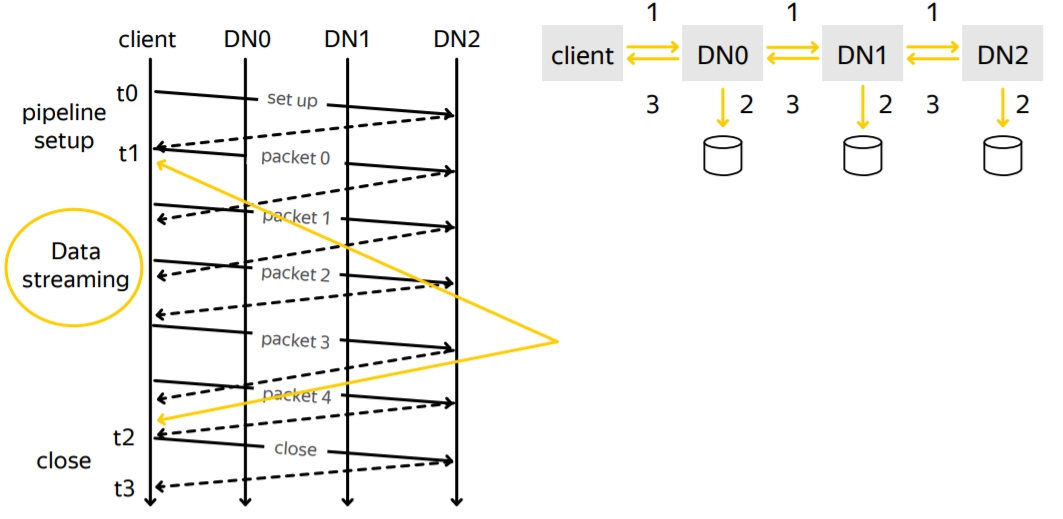 client DN0 DN1 DN2
t0
pipeline
setup
t1
set up
packet 0
packet 1
Data
streaming
packet 2
packet 3
packet 4
t2
close
close
t3
1 1 1
client DN0 DN1 DN2
3 2 3 2 3 2